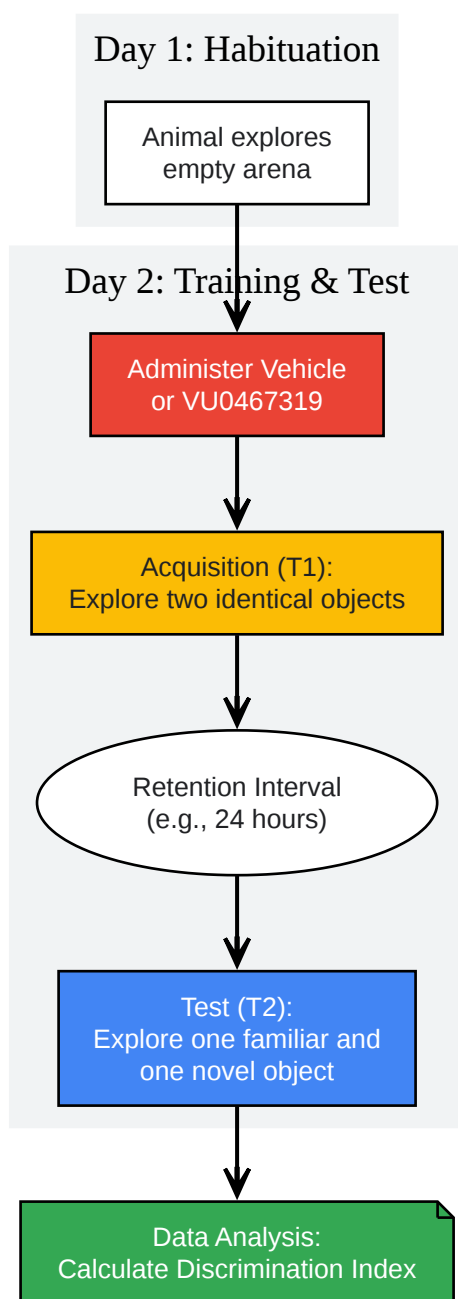 Day 1: Habituation
Animal explores
empty arena
Day 2: Training & Test
Administer Vehicle
or VU0467319
Acquisition (T1):
Explore two identical objects
Retention Interval
(e.g., 24 hours)
Test (T2):
Explore one familiar and
one novel object
Data Analysis:
Calculate Discrimination Index